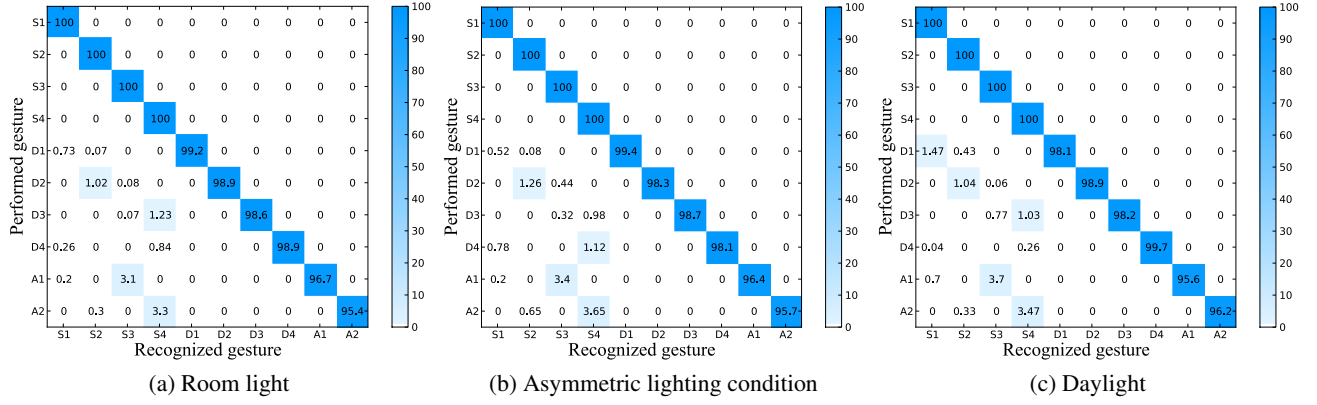 S1 100 0 0 0 0 0 0 0 0 0
S2 0 100 0 0 0 0 0 0 0 0
S3 0 0 100 0 0 0 0 0 0 0
S4 0 0 0 100 0 0 0 0 0 0
D1 0.73 0.07 0 0 99.2 0 0 0 0 0
D2 0 1.02 0.08 0 0 98.9 0 0 0 0
D3 0 0 0.07 1.23 0 0 98.6 0 0 0
D4 0.26 0 0 0.84 0 0 0 98.9 0 0
A1 0.2 0 3.1 0 0 0 0 0 96.7 0
A2 0 0.3 0 3.3 0 0 0 0 0 95.4
S1 S2 S3 S4 D1 D2 D3 D4 A1 A2
Performed gesture
Recognized gesture
100
90
80
70
60
50
40
30
20
10
0
(a) Room light
S1 100 0 0 0 0 0 0 0 0 0
S2 0 100 0 0 0 0 0 0 0 0
S3 0 0 100 0 0 0 0 0 0 0
S4 0 0 0 100 0 0 0 0 0 0
D1 0.52 0.08 0 0 99.4 0 0 0 0 0
D2 0 1.26 0.44 0 0 98.3 0 0 0 0
D3 0 0 0.32 0.98 0 0 98.7 0 0 0
D4 0.78 0 0 1.12 0 0 0 98.1 0 0
A1 0.2 0 3.4 0 0 0 0 0 96.4 0
A2 0 0.65 0 3.65 0 0 0 0 0 95.7
S1 S2 S3 S4 D1 D2 D3 D4 A1 A2
Performed gesture
Recognized gesture
100
90
80
70
60
50
40
30
20
10
0
(b) Asymmetric lighting condition
S1 100 0 0 0 0 0 0 0 0 0
S2 0 100 0 0 0 0 0 0 0 0
S3 0 0 100 0 0 0 0 0 0 0
S4 0 0 0 100 0 0 0 0 0 0
D1 1.47 0.43 0 0 98.1 0 0 0 0 0
D2 0 1.04 0.06 0 0 98.9 0 0 0 0
D3 0 0 0.77 1.03 0 0 98.2 0 0 0
D4 0.04 0 0 0.26 0 0 0 99.7 0 0
A1 0.7 0 3.7 0 0 0 0 0 95.6 0
A2 0 0.33 0 3.47 0 0 0 0 0 96.2
S1 S2 S3 S4 D1 D2 D3 D4 A1 A2
Performed gesture
Recognized gesture
100
90
80
70
60
50
40
30
20
10
0
(c) Daylight